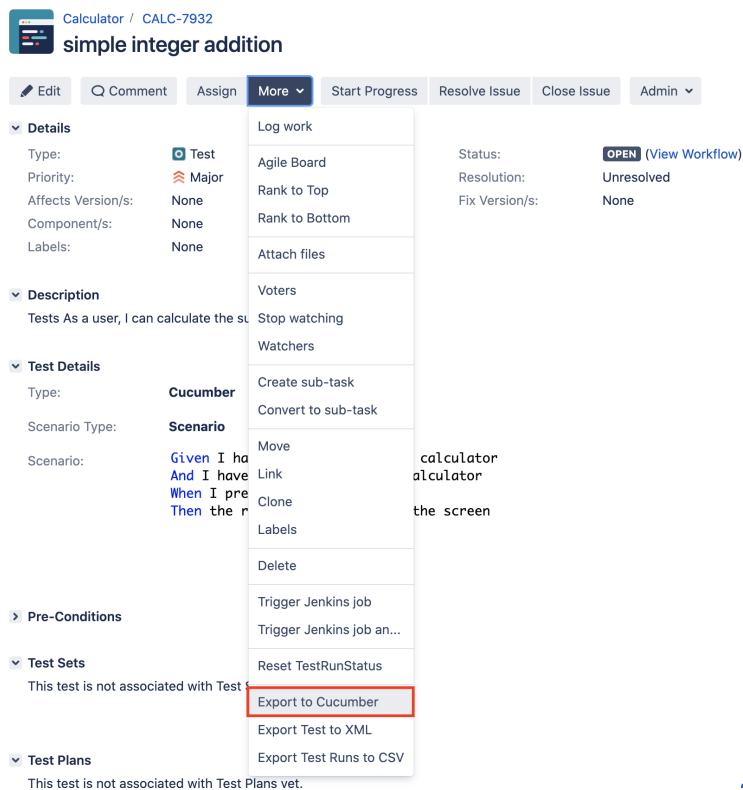 Calculator / CALC-7932
simple integer addition
Edit Comment Assign More Start Progress Resolve Issue Close Issue Admin
Details
Type: Test
Priority: Major
Affects Version/s: None
Component/s: None
Labels: None
Status: OPEN (View Workflow)
Resolution: Unresolved
Fix Version/s: None
Description
Tests As a user, I can calculate the su
Test Details
Type: Cucumber
Scenario Type: Scenario
Scenario: Given I ha calculator
And I have alculator
When I pre
Then the r the screen
Pre-Conditions
Test Sets
This test is not associated with Test S
Test Plans
This test is not associated with Test Plans yet.
Log work
Agile Board
Rank to Top
Rank to Bottom
Attach files
Voters
Stop watching
Watchers
Create sub-task
Convert to sub-task
Move
Link
Clone
Labels
Delete
Trigger Jenkins job
Trigger Jenkins job an...
Reset TestRunStatus
Export to Cucumber
Export Test to XML
Export Test Runs to CSV